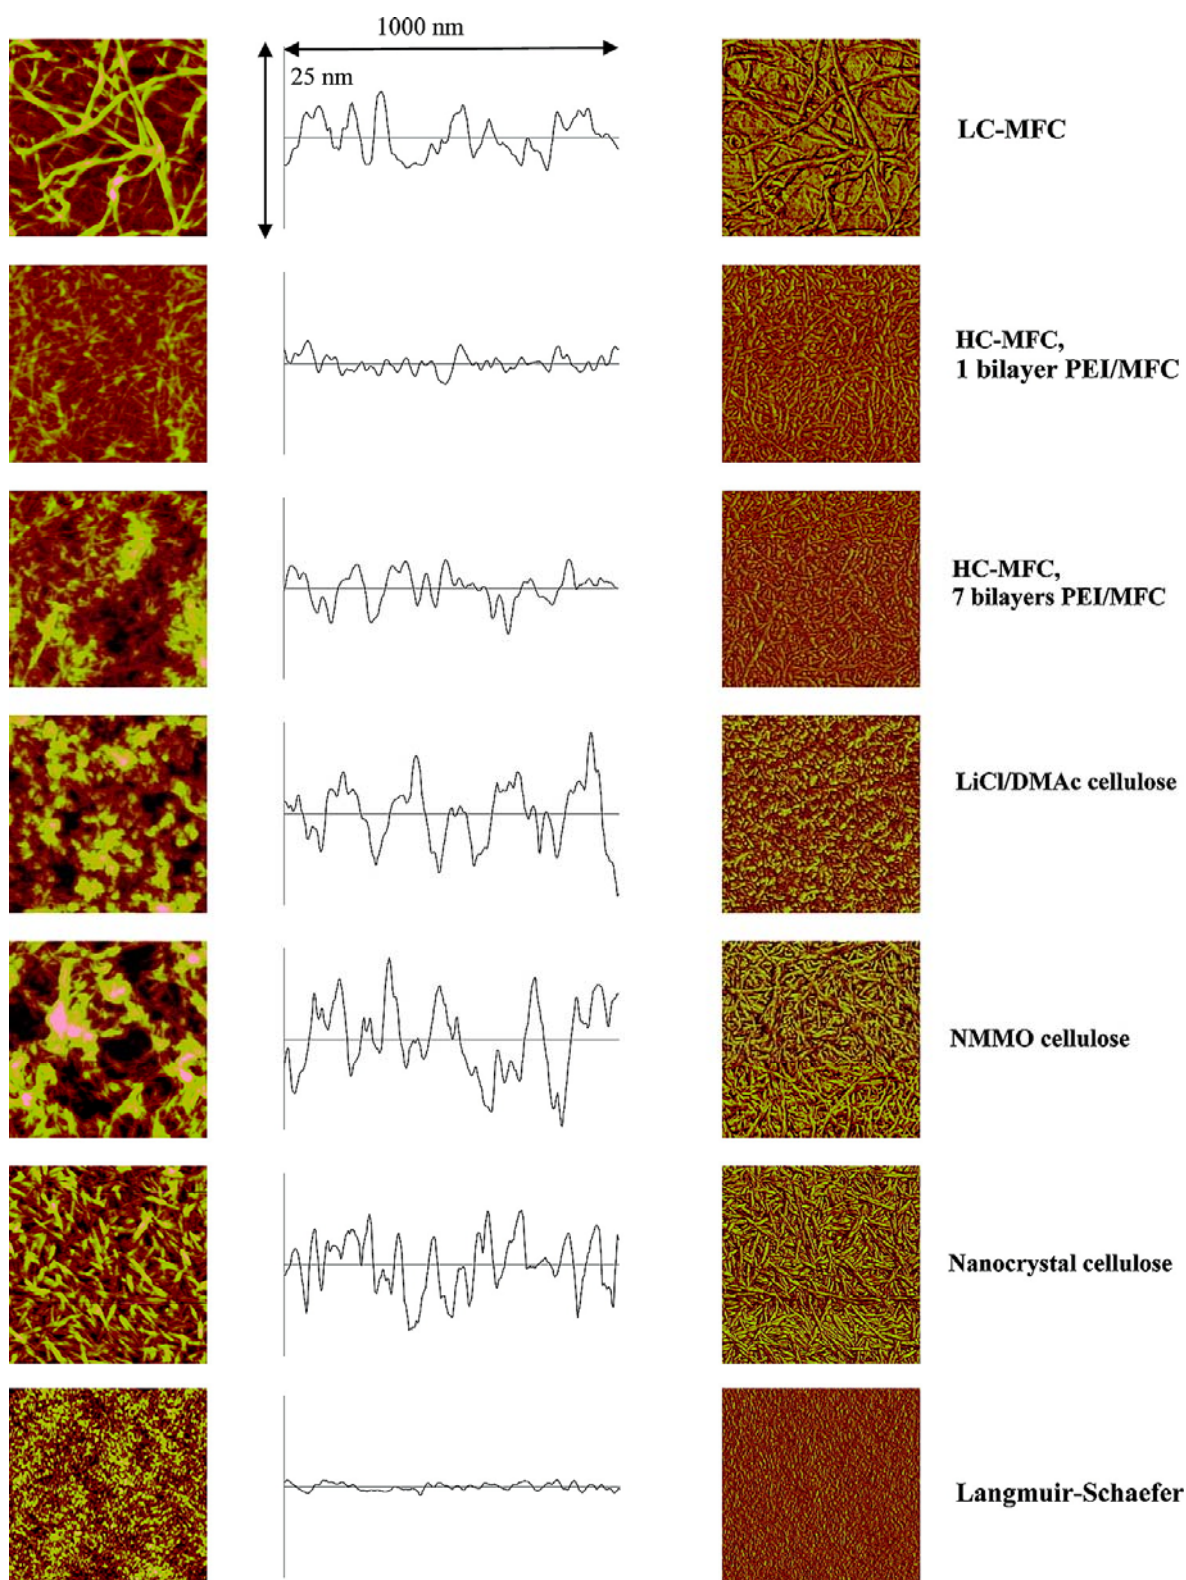 1000 nm
25 nm
LC-MFC
HC-MFC,
1 bilayer PEI/MFC
HC-MFC,
7 bilayers PEI/MFC
LiCl/DMAc cellulose
NMMO cellulose
Nanocrystal cellulose
Langmuir-Schaefer